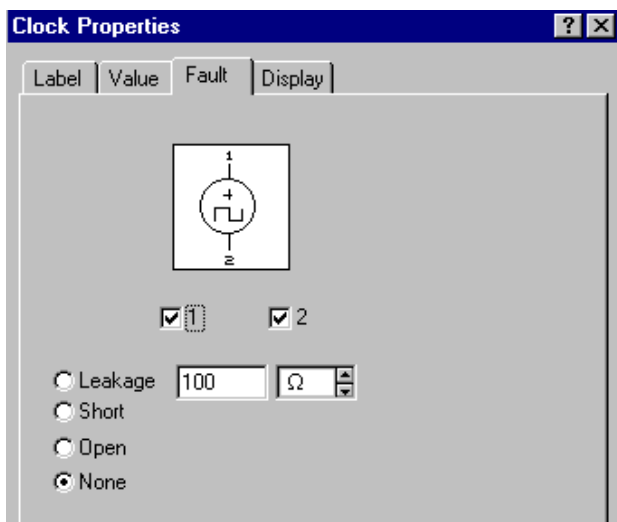 Clock Properties
Label Value Fault Display
1
+
2
1 2
Leakage 100 Ω
Short
Open
None